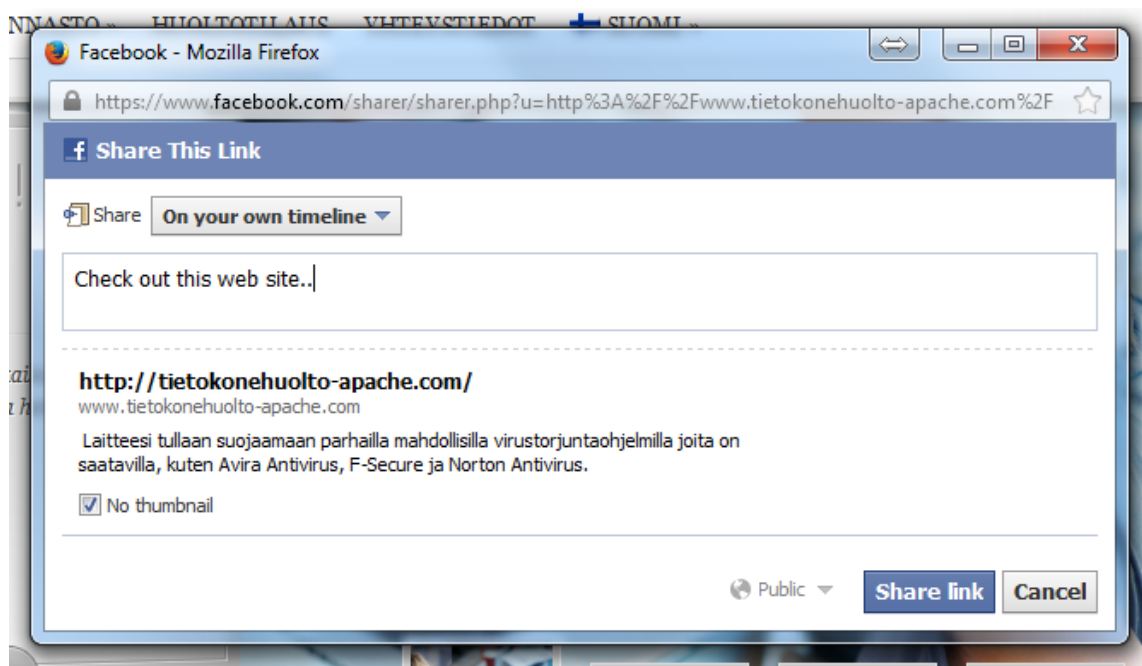 HUOLTOTILAUS YHTEYSTIEDOT SUOMI »
Facebook - Mozilla Firefox
https://www.facebook.com/sharer/sharer.php?u=http%3A%2F%2Fwww.tietokonehuolto-apache.com%2F
f Share This Link
Share On your own timeline
Check out this web site..
http://tietokonehuolto-apache.com/
www.tietokonehuolto-apache.com
Laitteesi tullaan suojaamaan parhailla mahdollisilla virustorjuntaohjelmilla joita on
saatavilla, kuten Avira Antivirus, F-Secure ja Norton Antivirus.
No thumbnail
Public Share link Cancel